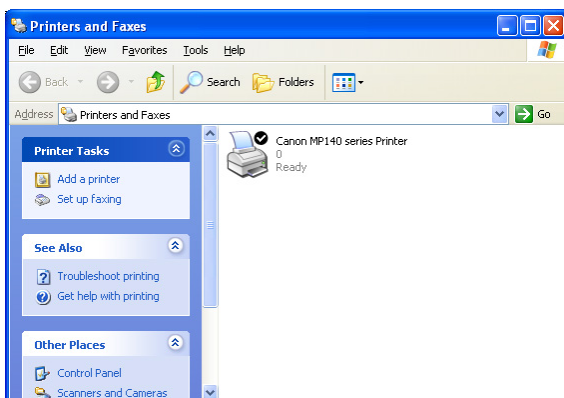 Printers and Faxes
File Edit View Favorites Tools Help
Back Search Folders
Address Printers and Faxes Go
Printer Tasks
Add a printer
Set up faxing
See Also
Troubleshoot printing
Get help with printing
Other Places
Control Panel
Scanners and Cameras
Canon MP140 series Printer
0
Ready